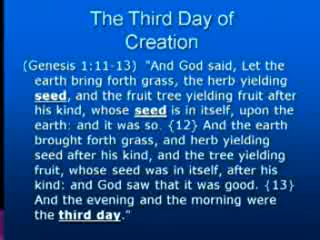 The Third Day of
Creation
(Genesis 1:11-13) "And God said, Let the
earth bring forth grass, the herb yielding
seed, and the fruit tree yielding fruit after
his kind, whose seed is in itself, upon the
earth: and it was so. {12} And the earth
brought forth grass, and herb yielding
seed after his kind, and the tree yielding
fruit, whose seed was in itself, after his
kind: and God saw that it was good. {13}
And the evening and the morning were
the third day."